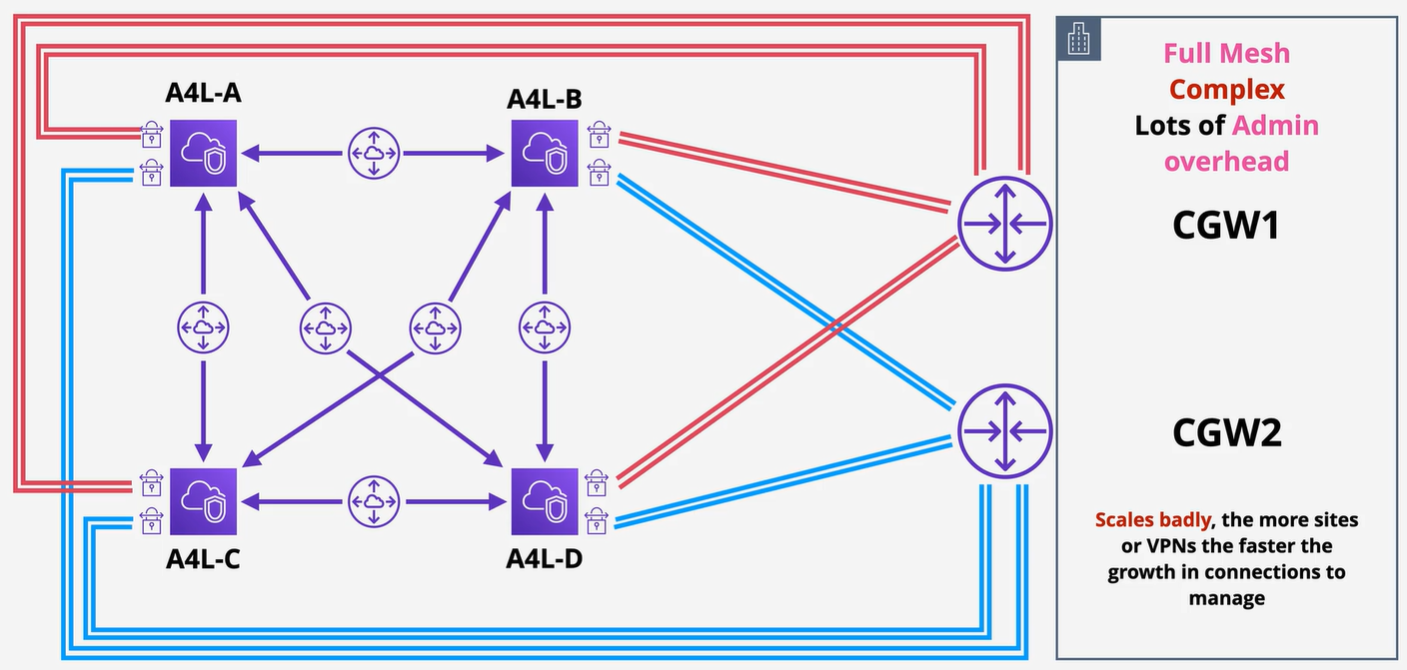 A4L-A
A4L-B
A4L-C
A4L-D
Full Mesh
Complex
Lots of Admin
overhead
CGW1
CGW2
Scales badly, the more sites
or VPNs the faster the
growth in connections to
manage